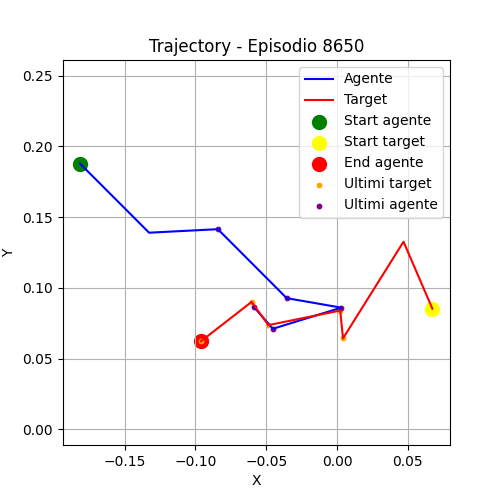 Trajectory - Episodio 8650
Agente
Target
Start agente
Start target
End agente
Ultimi target
Ultimi agente
0.25
0.20
0.15
0.10
0.05
0.00
Y
−0.15
−0.10
−0.05
0.00
0.05
X